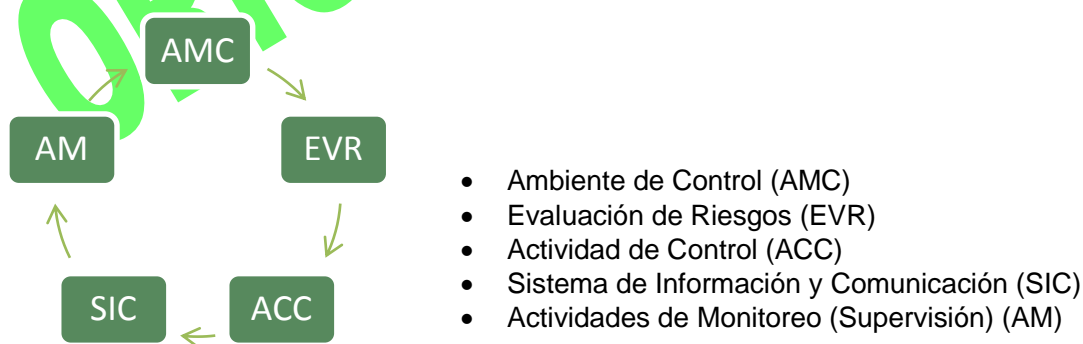 AMC
AM
EVR
SIC
ACC
• Ambiente de Control (AMC)
• Evaluación de Riesgos (EVR)
• Actividad de Control (ACC)
• Sistema de Información y Comunicación (SIC)
• Actividades de Monitoreo (Supervisión) (AM)